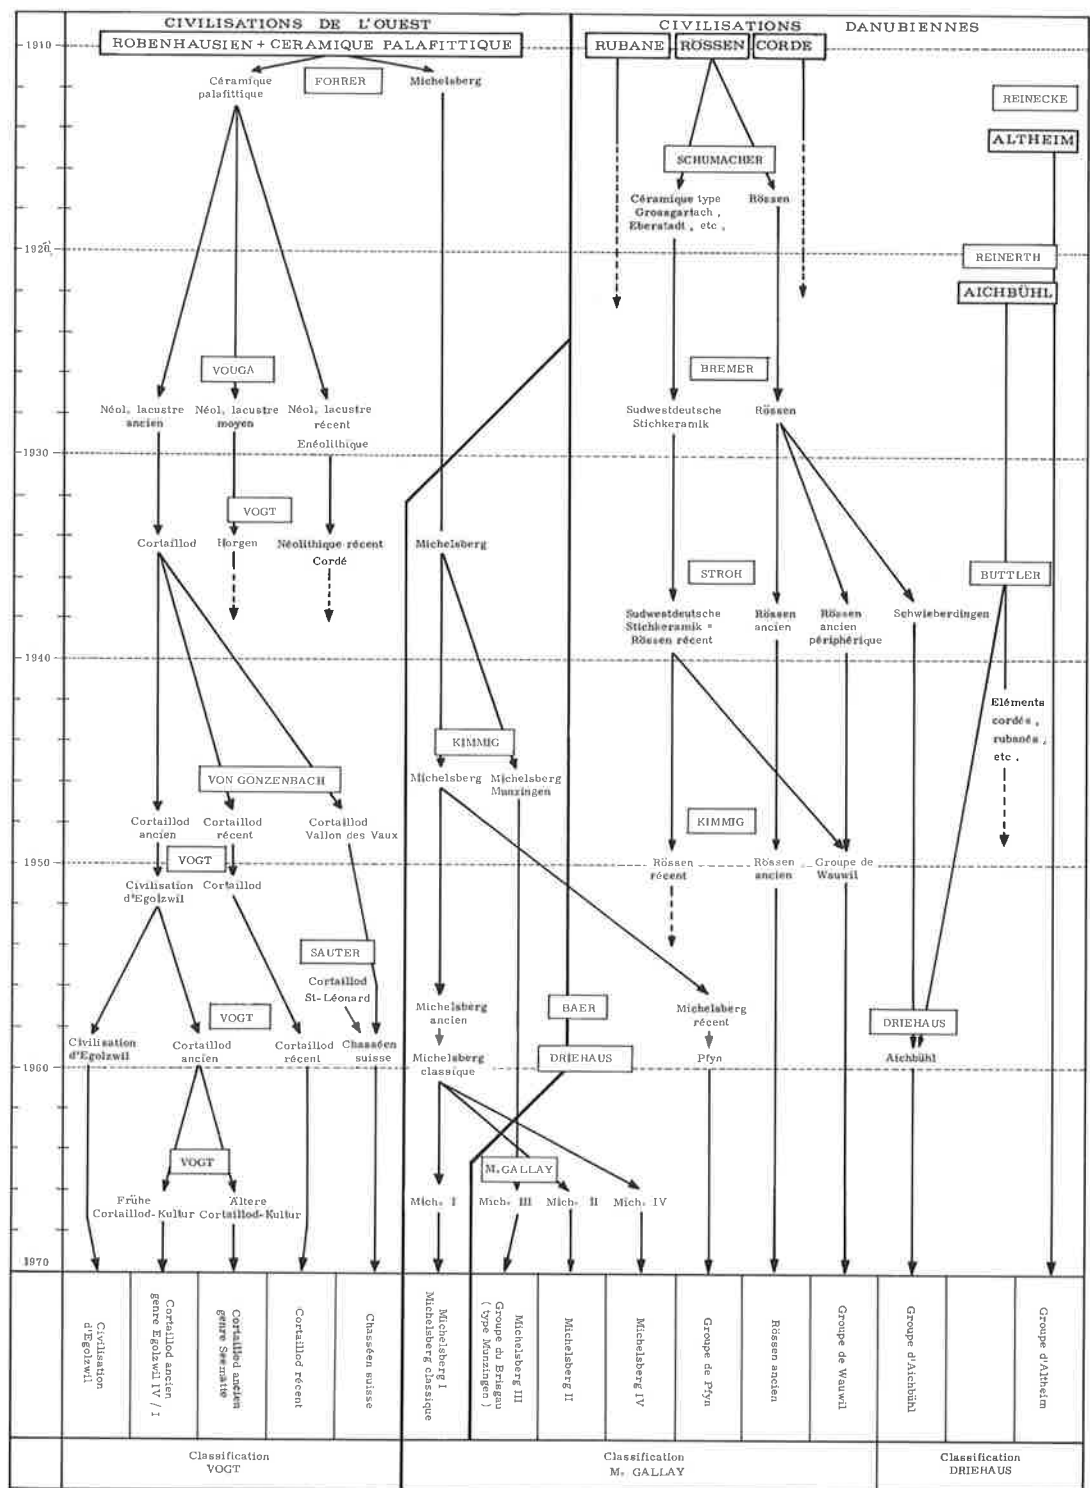 CIVILISATIONS DE L'OUEST
CIVILISATIONS DANUBIENNES
1910
ROBENHAUSIEN + CERAMIQUE PALAFITTIQUE
RUBANE
RÖSSEN
CORDE
Céramique
palafittique
FORRER
Michelsberg
REINECKE
ALTHEIM
SCHUMACHER
Céramique type
Grossgartach,
Eberstadt, etc.
Rössen
1920
REINERTH
AICHBÜHL
VOUGA
BREMER
Néol. lacustre
ancien
Néol. lacustre
moyen
Néol. lacustre
récent
Enéolithique
Sudwestdeutsche
Stichkeramik
Rössen
1930
VOGT
Cortaillod
Horgen
Néolithique récent
Cordé
Michelsberg
STROH
BUTTLER
Sudwestdeutsche
Stichkeramik =
Rössen récent
Rössen
ancien
Rössen
ancien
périphérique
Schwieberdingen
1940
Eléments
cordés,
rubanés,
etc.
KIMMIG
VON GONZENBACH
Michelsberg
Michelsberg
Munzingen
Cortaillod
ancien
Cortaillod
récent
Cortaillod
Vallon des Vaux
KIMMIG
1950
VOGT
Rössen
récent
Rössen
ancien
Groupe de
Wauwil
Civilisation
d'Egolzwil
Cortaillod
SAUTER
Cortaillod
St-Léonard
VOGT
Michelsberg
ancien
BAER
Michelsberg
récent
DRIEHAUS
Civilisation
d'Egolzwil
Cortaillod
ancien
Cortaillod
récent
Chasséen
suisse
Michelsberg
classique
DRIEHAUS
Pfyn
Aichbühl
1960
VOGT
M. GALLAY
Frühe
Cortaillod-Kultur
Ältere
Cortaillod-Kultur
Mich. I
Mich. III
Mich. II
Mich. IV
1970
Civilisation
d'Egolzwil
Cortaillod ancien
genre Egolzwil IV / I
Cortaillod ancien
genre Seematte
Cortaillod récent
Chasséen suisse
Michelsberg I
Michelsberg classique
Michelsberg III
Groupe du Brisgau
( type Munzingen )
Michelsberg II
Michelsberg IV
Groupe de Pfyn
Rössen ancien
Groupe de Wauwil
Groupe d'Aichbühl
Groupe d'Altheim
Classification
VOGT
Classification
M. GALLAY
Classification
DRIEHAUS